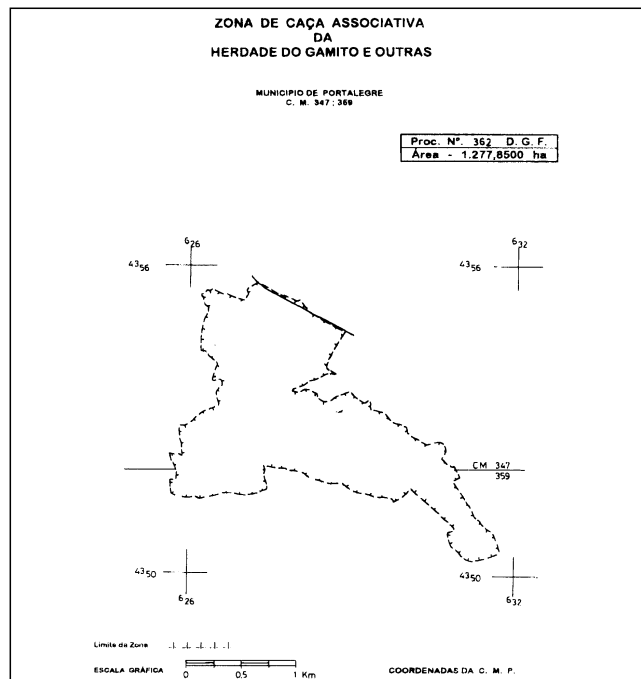 ZONA DE CAÇA ASSOCIATIVA
DA
HERDADE DO GAMITO E OUTRAS
MUNICIPIO DE PORTALEGRE
C. M. 347 ; 359
Proc. Nº. 362 D. G. F.
Área - 1.277,8500 ha
626
632
4356
4356
CM 347
359
4350
4350
626
632
Limite da Zona
ESCALA GRÁFICA
0 0.5 1 Km
COORDENADAS DA C. M. P.